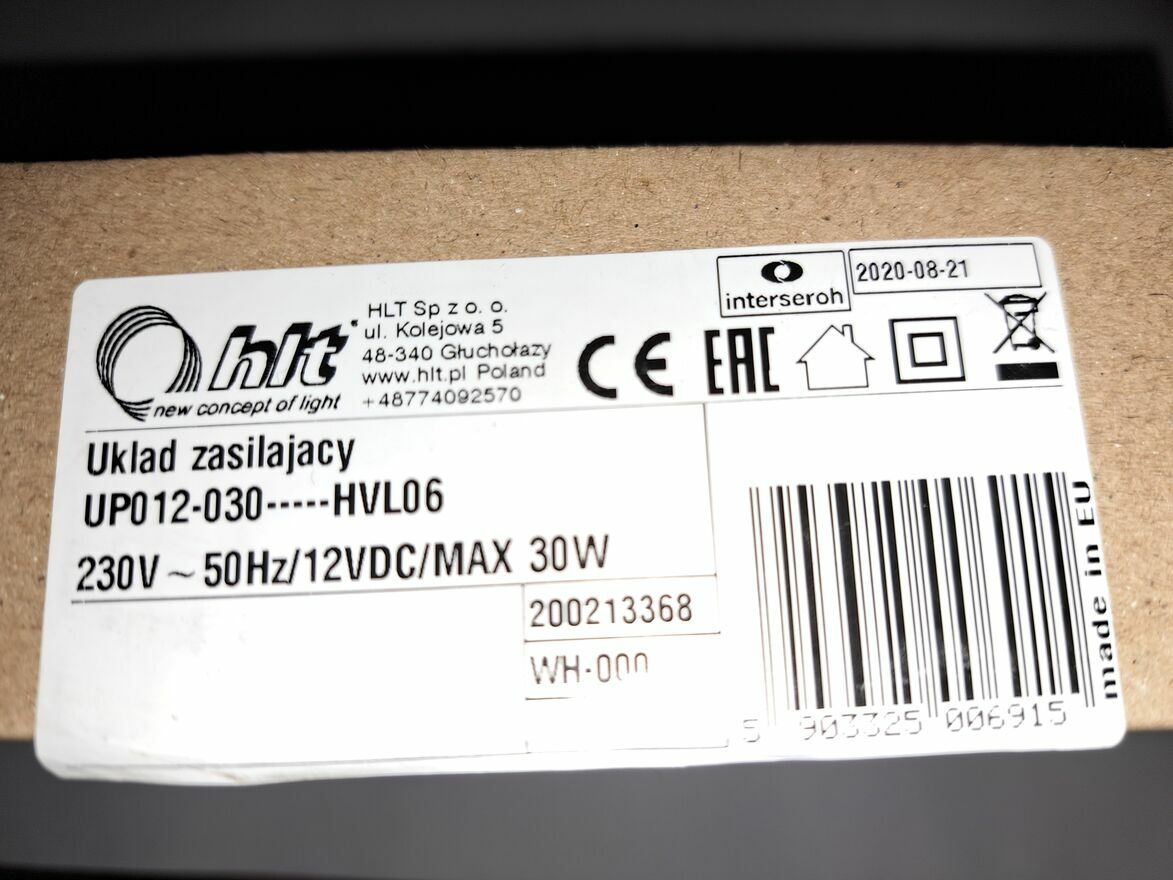 hlt
new concept of light
HLT Sp z o. o.
ul. Kolejowa 5
48-340 Głuchołazy
www.hlt.pl Poland
+48774092570
CE
EAC
interseroh
2020-08-21
Uklad zasilajacy
UP012-030-----HVL06
230V ~ 50Hz/12VDC/MAX 30W
200213368
WH-000
5 903325 006915
made in EU